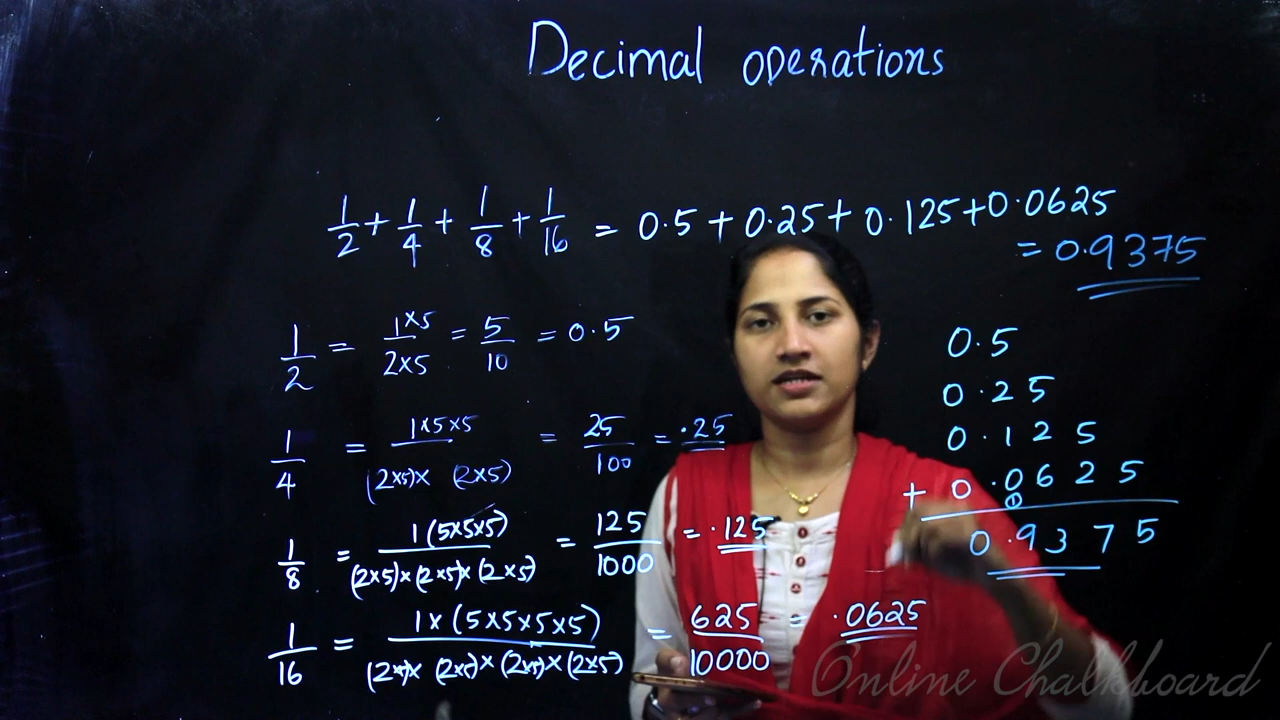 Decimal operations
1/2 + 1/4 + 1/8 + 1/16 = 0.5 + 0.25 + 0.125 + 0.0625
= 0.9375
1/2 = 1×5/2×5 = 5/10 = 0.5
1/4 = 1×5×5/(2×5)× (2×5) = 25/100 = .25
1/8 = 1(5×5×5)/(2×5)×(2×5)×(2×5) = 125/1000 = .125
1/16 = 1×(5×5×5×5)/(2×5)×(2×5)×(2×5)×(2×5) = 625/10000 = .0625
0.5
0.25
0.125
+ 0.0625
1
0.9375
Online Chalkboard